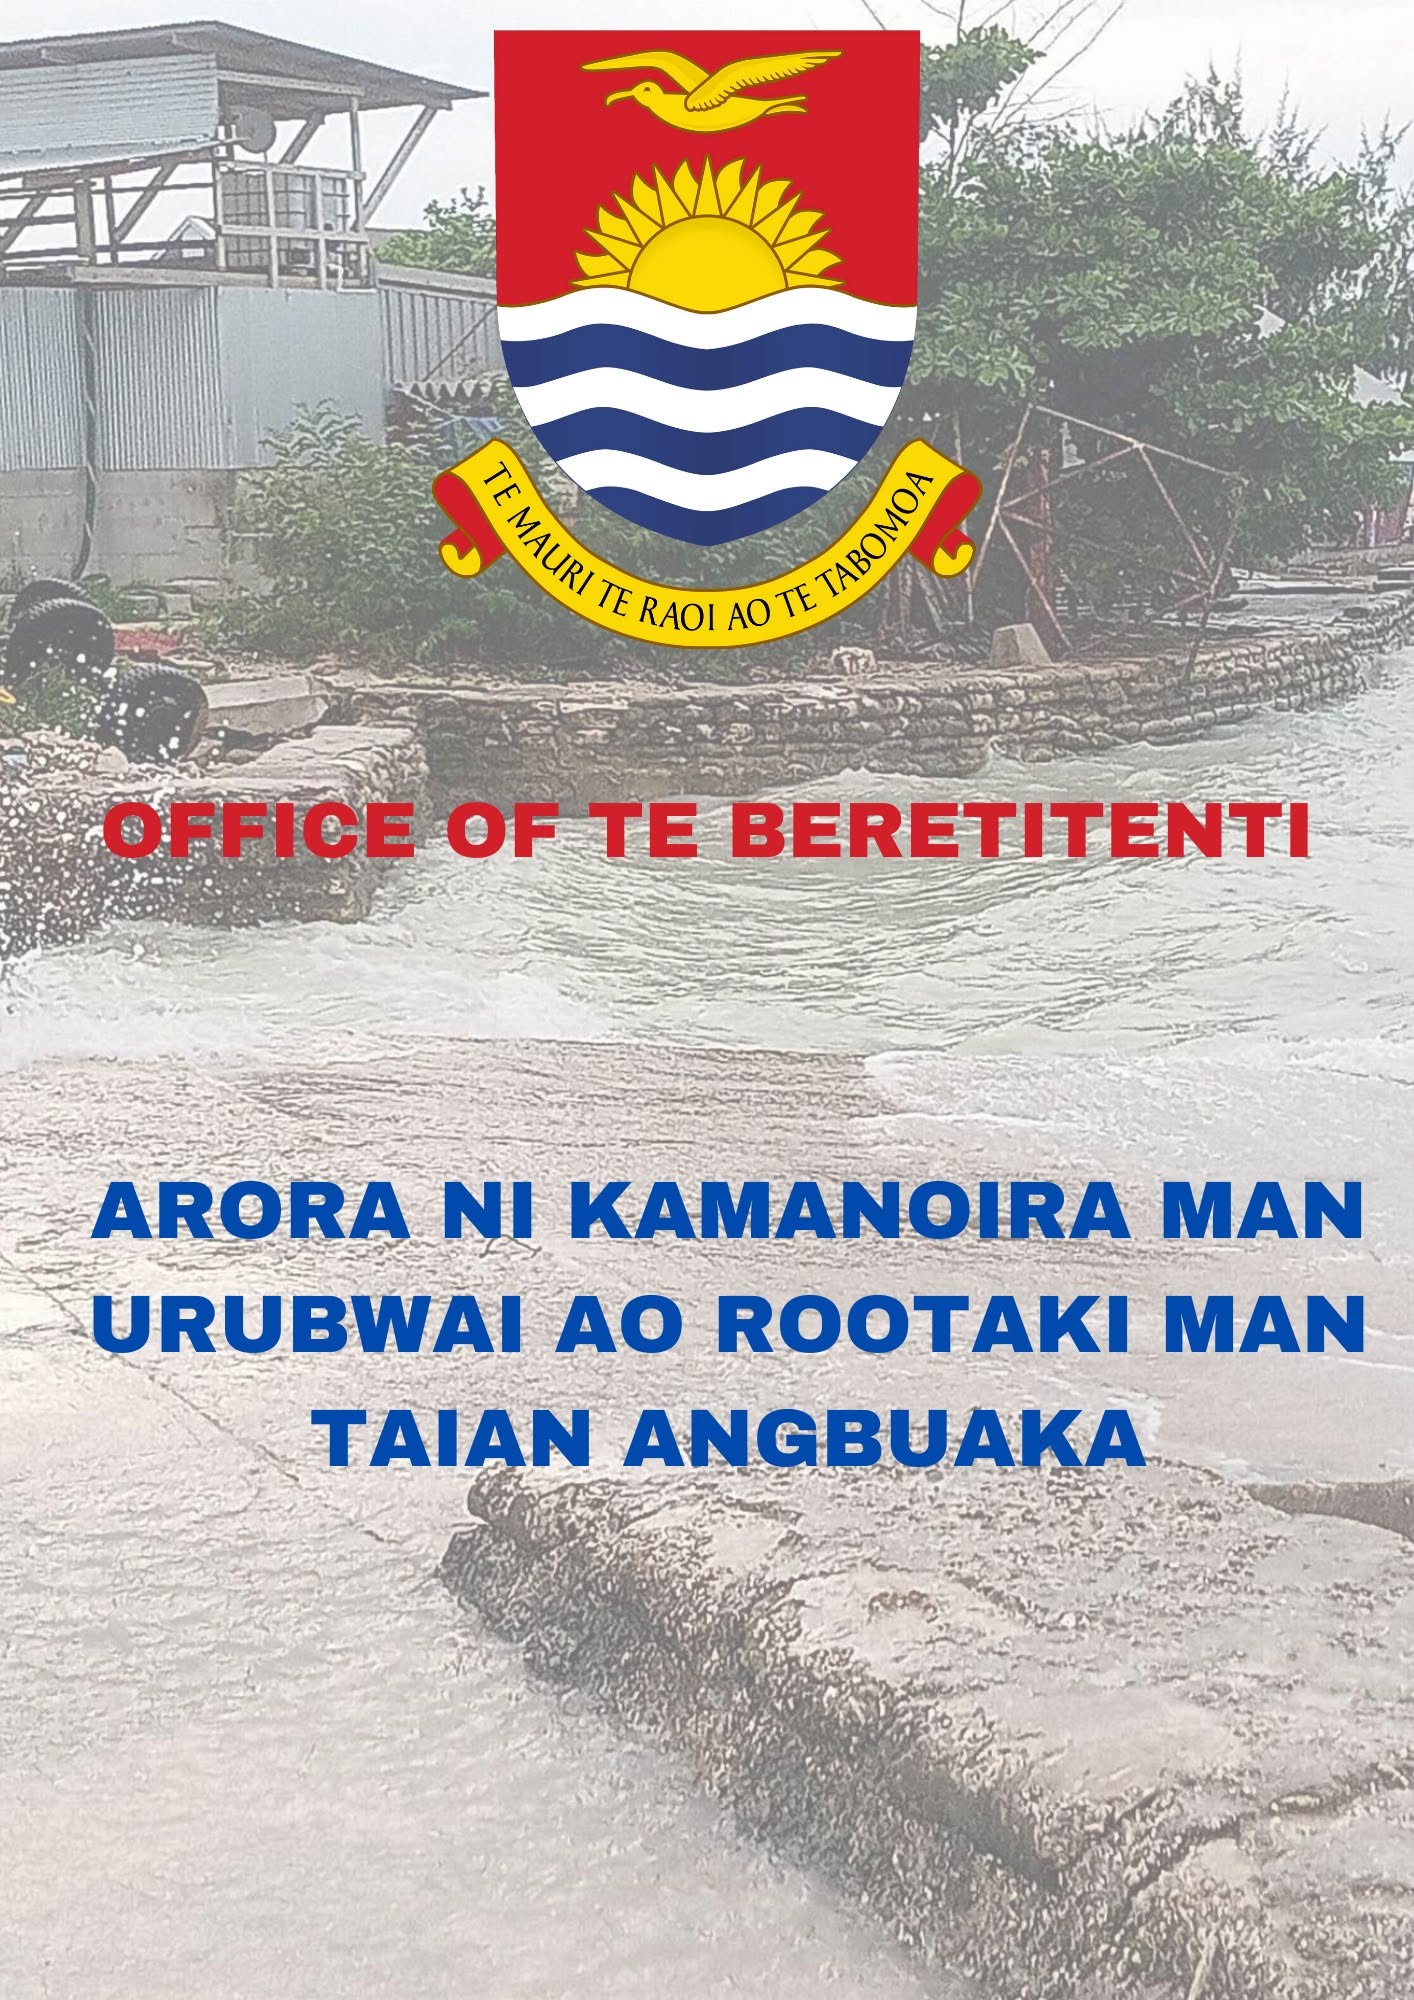 TE MAURI TE RAOI AO TE TABOMOA
OFFICE OF TE BERETITENTI
ARORA NI KAMANOIRA MAN
URUBWAI AO ROOTAKI MAN
TAIAN ANGBUAKA